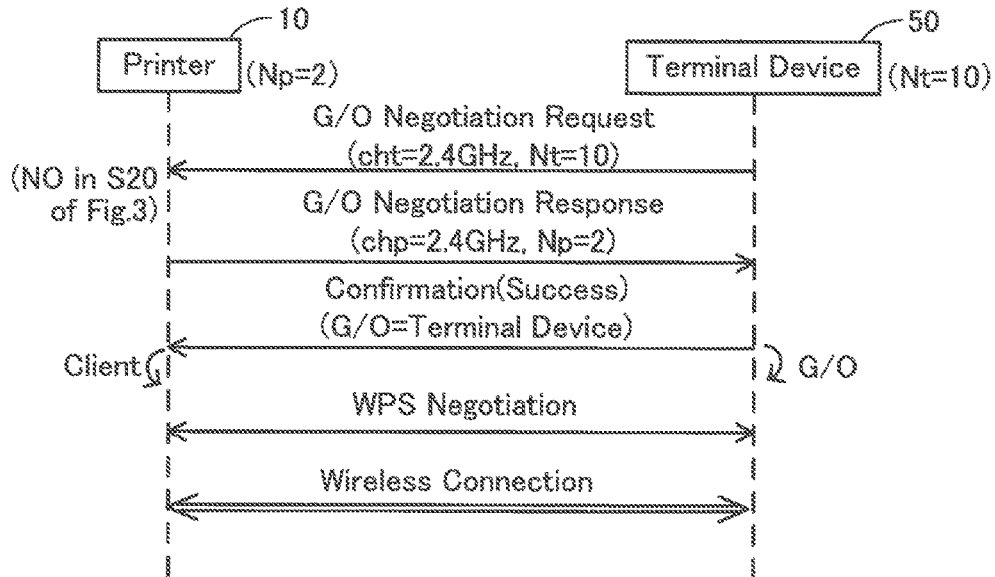 10
50
Printer
(Np=2)
Terminal Device
(Nt=10)
G/O Negotiation Request
(cht=2.4GHz, Nt=10)
(NO in S20
of Fig.3)
G/O Negotiation Response
(chp=2.4GHz, Np=2)
Confirmation(Success)
(G/O=Terminal Device)
Client
G/O
WPS Negotiation
Wireless Connection